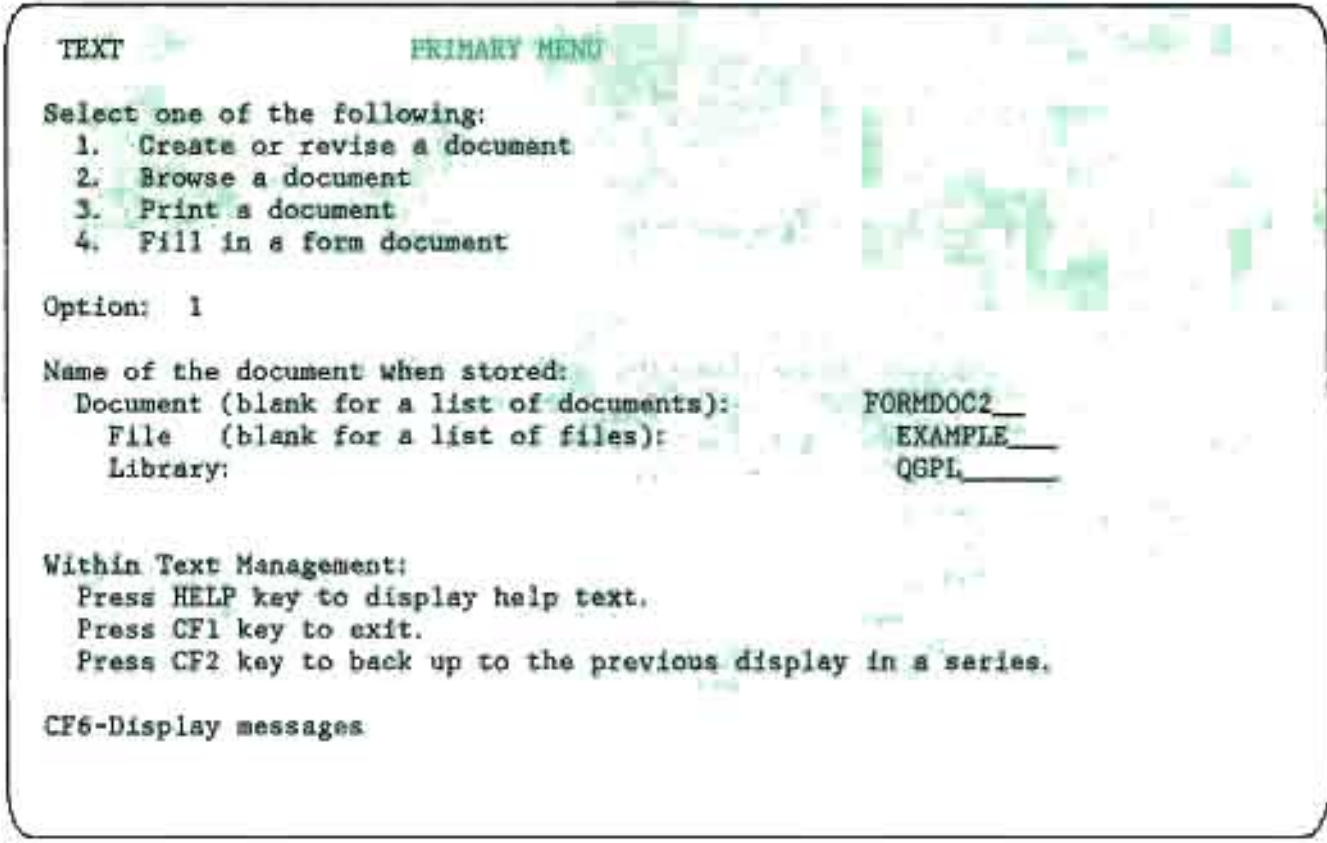 TEXT PRIMARY MENU
Select one of the following:
1. Create or revise a document
2. Browse a document
3. Print a document
4. Fill in a form document
Option: 1
Name of the document when stored:
Document (blank for a list of documents): FORMDOC2__
File (blank for a list of files): EXAMPLE___
Library: QGPL______
Within Text Management:
Press HELP key to display help text.
Press CF1 key to exit.
Press CF2 key to back up to the previous display in a series.
CF6-Display messages